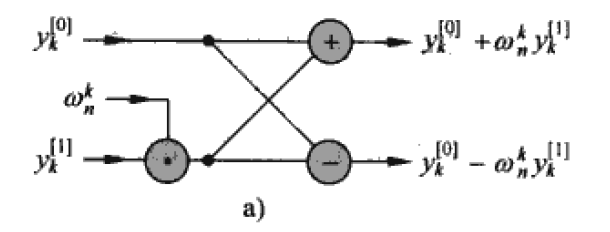 y_k^{[0]} + y_k^{[0]} + ω_n^k y_k^{[1]}
ω_n^k
y_k^{[1]} • − y_k^{[0]} − ω_n^k y_k^{[1]}
а)